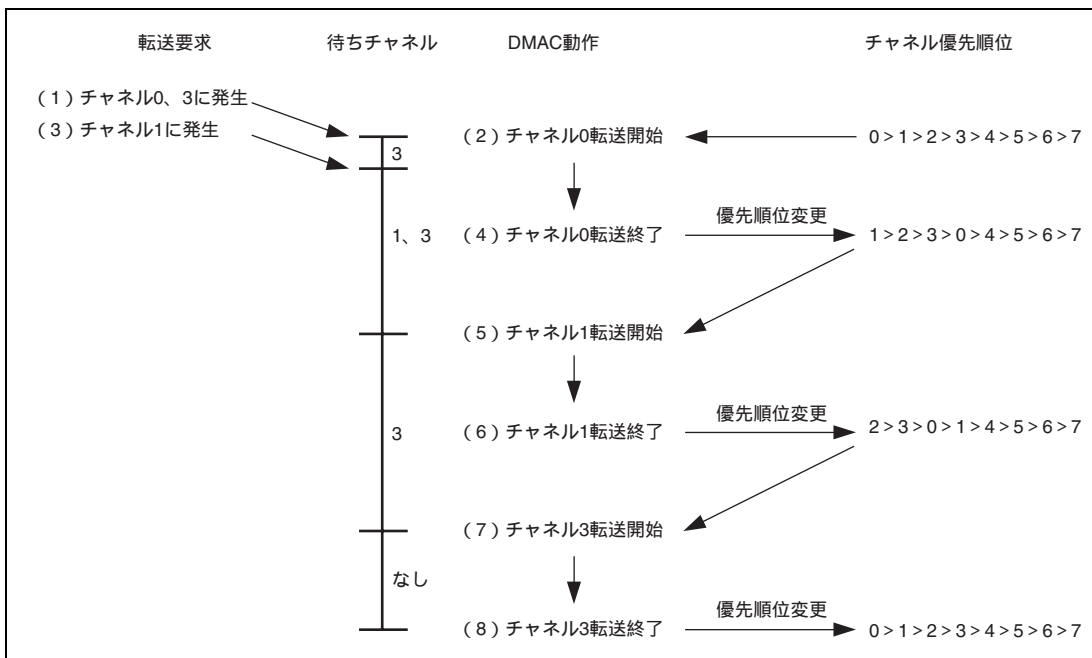 転送要求 待ちチャネル DMAC動作 チャネル優先順位
(1)チャネル0、3に発生
(3)チャネル1に発生
(2)チャネル0転送開始 0>1>2>3>4>5>6>7
3
優先順位変更
1、3 (4)チャネル0転送終了 1>2>3>0>4>5>6>7
(5)チャネル1転送開始
優先順位変更
3 (6)チャネル1転送終了 2>3>0>1>4>5>6>7
(7)チャネル3転送開始
なし
優先順位変更
(8)チャネル3転送終了 0>1>2>3>4>5>6>7